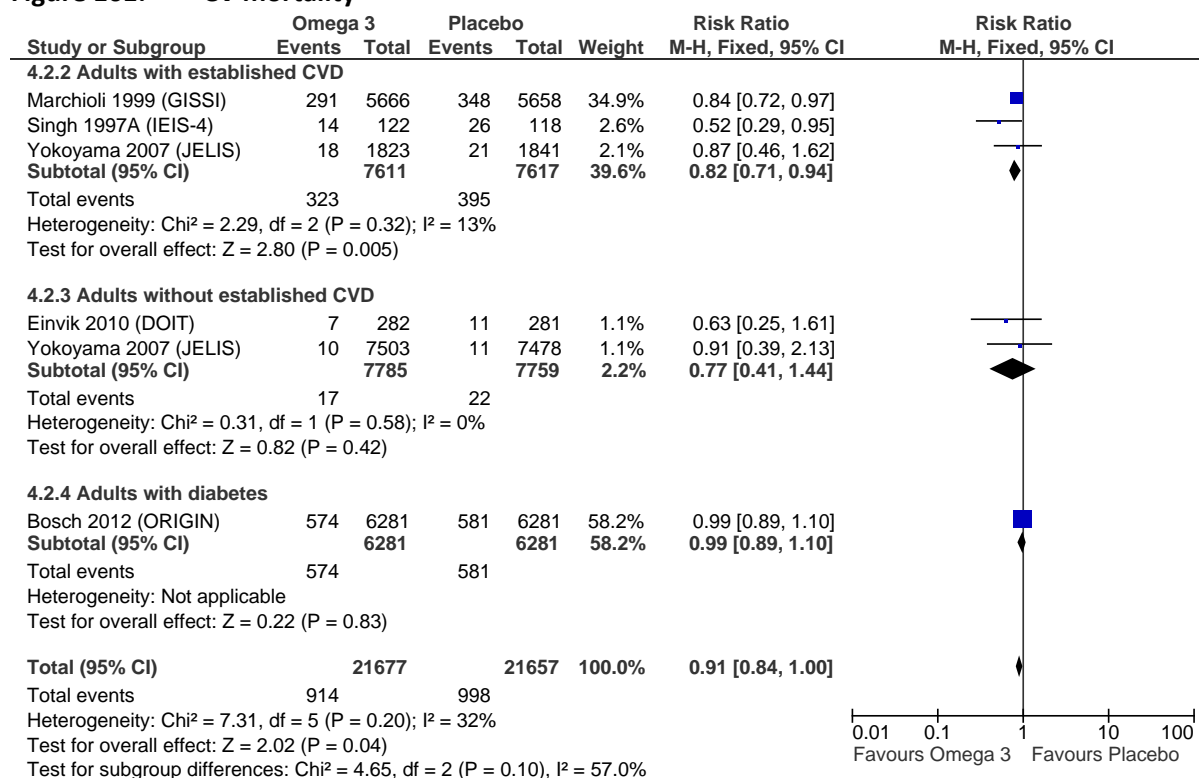 CV mortality
Omega 3 Placebo Risk Ratio Risk Ratio
Study or Subgroup Events Total Events Total Weight M-H, Fixed, 95% CI M-H, Fixed, 95% CI
4.2.2 Adults with established CVD
Marchioli 1999 (GISSI) 291 5666 348 5658 34.9% 0.84 [0.72, 0.97]
Singh 1997A (IEIS-4) 14 122 26 118 2.6% 0.52 [0.29, 0.95]
Yokoyama 2007 (JELIS) 18 1823 21 1841 2.1% 0.87 [0.46, 1.62]
Subtotal (95% CI) 7611 7617 39.6% 0.82 [0.71, 0.94]
Total events 323 395
Heterogeneity: Chi² = 2.29, df = 2 (P = 0.32); I² = 13%
Test for overall effect: Z = 2.80 (P = 0.005)
4.2.3 Adults without established CVD
Einvik 2010 (DOIT) 7 282 11 281 1.1% 0.63 [0.25, 1.61]
Yokoyama 2007 (JELIS) 10 7503 11 7478 1.1% 0.91 [0.39, 2.13]
Subtotal (95% CI) 7785 7759 2.2% 0.77 [0.41, 1.44]
Total events 17 22
Heterogeneity: Chi² = 0.31, df = 1 (P = 0.58); I² = 0%
Test for overall effect: Z = 0.82 (P = 0.42)
4.2.4 Adults with diabetes
Bosch 2012 (ORIGIN) 574 6281 581 6281 58.2% 0.99 [0.89, 1.10]
Subtotal (95% CI) 6281 6281 58.2% 0.99 [0.89, 1.10]
Total events 574 581
Heterogeneity: Not applicable
Test for overall effect: Z = 0.22 (P = 0.83)
Total (95% CI) 21677 21657 100.0% 0.91 [0.84, 1.00]
Total events 914 998
Heterogeneity: Chi² = 7.31, df = 5 (P = 0.20); I² = 32%
Test for overall effect: Z = 2.02 (P = 0.04)
Test for subgroup differences: Chi² = 4.65, df = 2 (P = 0.10), I² = 57.0%
0.01 0.1 1 10 100
Favours Omega 3 Favours Placebo